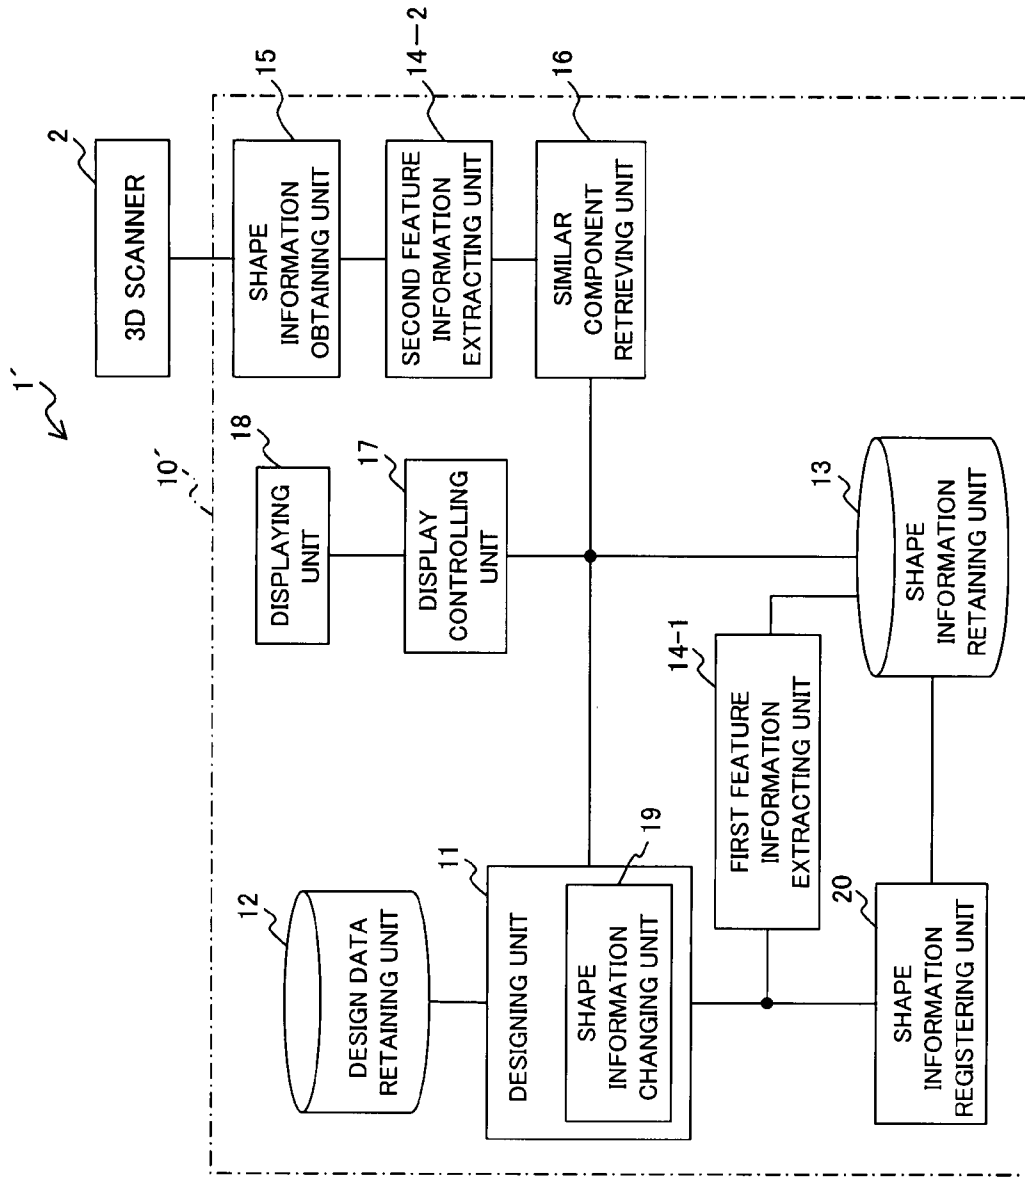 1´
10´
2
3D SCANNER
15
SHAPE
INFORMATION
OBTAINING UNIT
14-2
SECOND FEATURE
INFORMATION
EXTRACTING UNIT
16
SIMILAR
COMPONENT
RETRIEVING UNIT
18
DISPLAYING
UNIT
17
DISPLAY
CONTROLLING
UNIT
13
SHAPE
INFORMATION
RETAINING UNIT
14-1
FIRST FEATURE
INFORMATION
EXTRACTING UNIT
12
DESIGN DATA
RETAINING UNIT
11
DESIGNING UNIT
19
SHAPE
INFORMATION
CHANGING UNIT
20
SHAPE
INFORMATION
REGISTERING UNIT